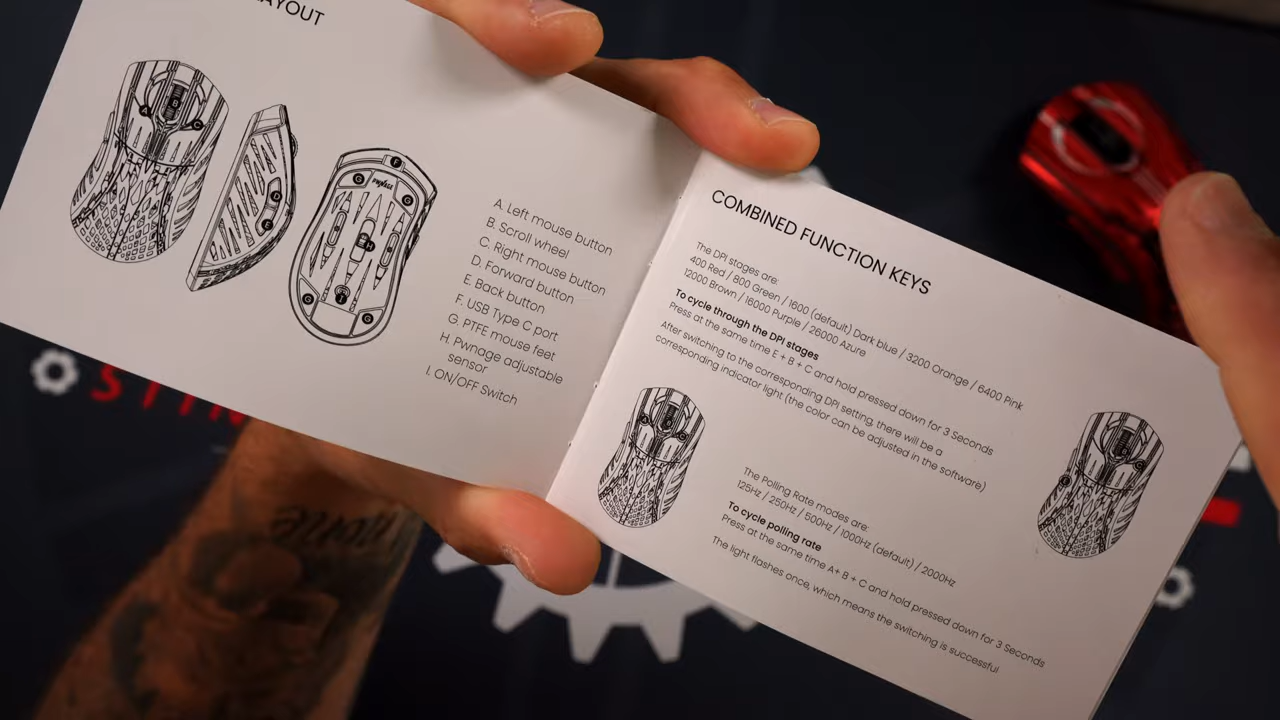 AYOUT
A. Left mouse button
B. Scroll wheel
C. Right mouse button
D. Forward button
E. Back button
F. USB Type C port
G. PTFE mouse feet
H. Pwnage adjustable
sensor
I. ON/OFF Switch
COMBINED FUNCTION KEYS
The DPI stages are:
400 Red / 800 Green / 1600 (default) Dark blue / 3200 Orange / 6400 Pink
12000 Brown / 16000 Purple / 26000 Azure
To cycle through the DPI stages
Press at the same time E + B + C and hold pressed down for 3 Seconds
After switching to the corresponding DPI setting, there will be a
corresponding indicator light (the color can be adjusted in the software)
The Polling Rate modes are:
125Hz / 250Hz / 500Hz / 1000Hz (default) / 2000Hz
To cycle polling rate
Press at the same time A+ B + C and hold pressed down for 3 Seconds
The light flashes once, which means the switching is successful